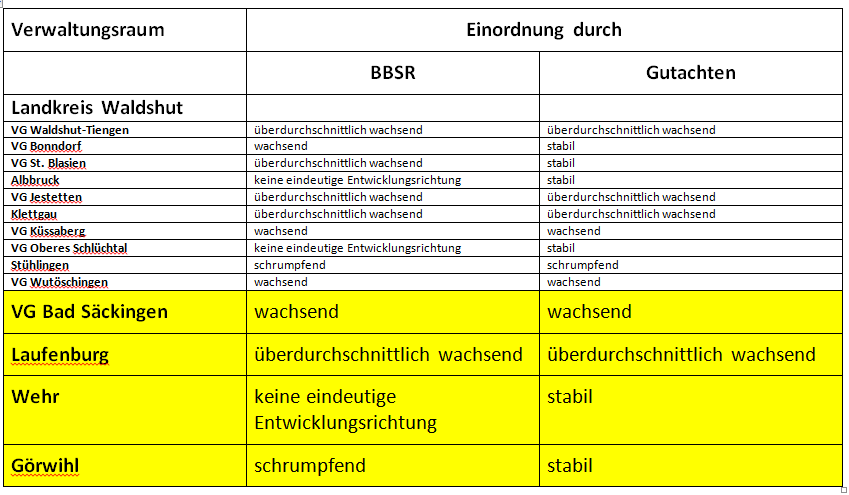 Verwaltungsraum Einordnung durch
BBSR Gutachten
Landkreis Waldshut
VG Waldshut-Tiengen überdurchschnittlich wachsend überdurchschnittlich wachsend
VG Bonndorf wachsend stabil
VG St. Blasien überdurchschnittlich wachsend stabil
Albbruck keine eindeutige Entwicklungsrichtung stabil
VG Jestetten überdurchschnittlich wachsend überdurchschnittlich wachsend
Klettgau überdurchschnittlich wachsend überdurchschnittlich wachsend
VG Küssaberg wachsend wachsend
VG Oberes Schlüchtal keine eindeutige Entwicklungsrichtung stabil
Stühlingen schrumpfend schrumpfend
VG Wutöschingen wachsend wachsend
VG Bad Säckingen wachsend wachsend
Laufenburg überdurchschnittlich wachsend überdurchschnittlich wachsend
Wehr keine eindeutige stabil
Entwicklungsrichtung
Görwihl schrumpfend stabil